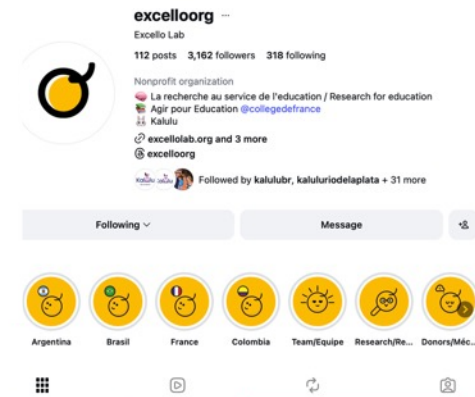 excelloorg ...
Excello Lab
112 posts 3,162 followers 318 following
Nonprofit organization
La recherche au service de l'education / Research for education
Agir pour Education @collegedefrance
Kalulu
excellolab.org and 3 more
excelloorg
Followed by kalulubr, kaluluriodelaplata + 31 more
Following
Message
Argentina Brasil France Colombia Team/Equipe Research/Re... Donors/Méc...